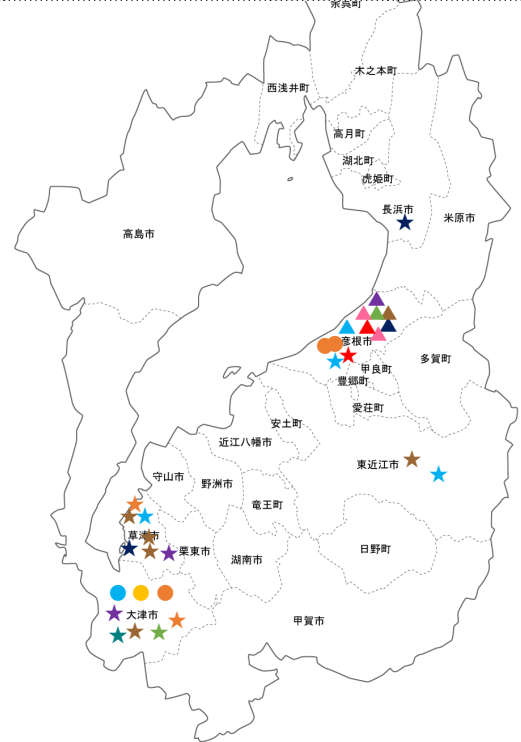 余呉町
木之本町
西浅井町
高月町
湖北町
虎姫町
長浜市
米原市
高島市
彦根市
多賀町
甲良町
豊郷町
愛荘町
安土町
近江八幡市
東近江市
守山市
野洲市
竜王町
草津市
栗東市
湖南市
日野町
大津市
甲賀市